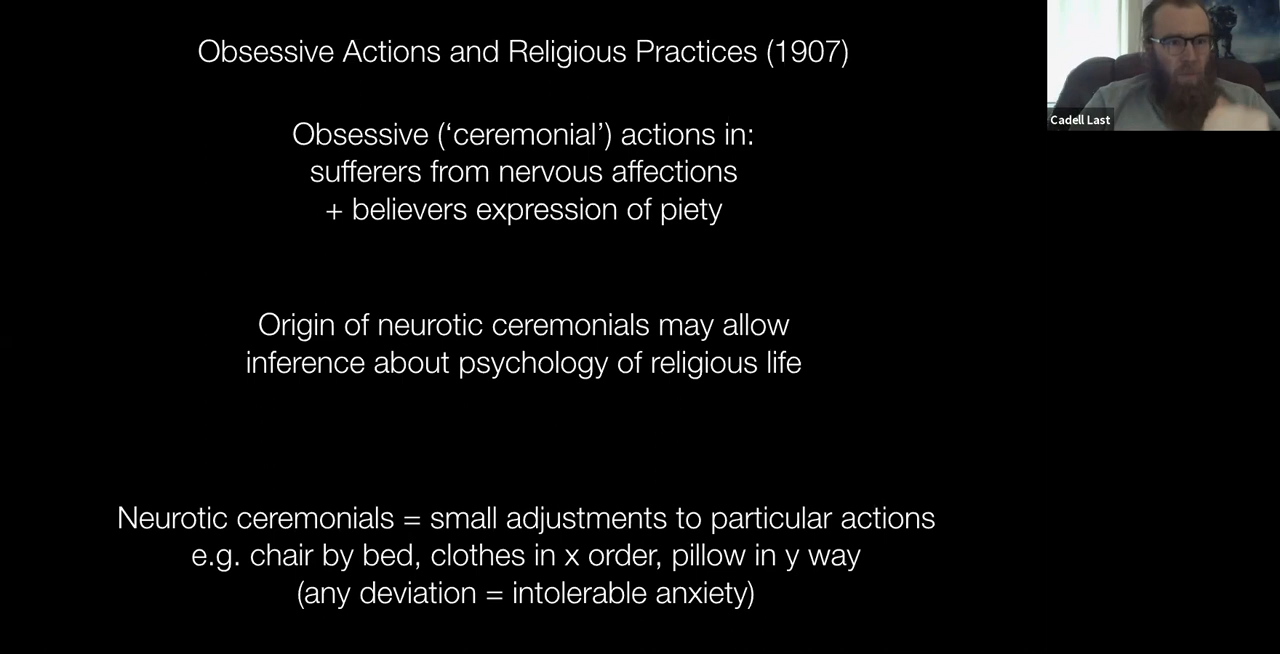 Obsessive Actions and Religious Practices (1907)
Obsessive (‘ceremonial’) actions in:
sufferers from nervous affections
+ believers expression of piety
Origin of neurotic ceremonials may allow
inference about psychology of religious life
Neurotic ceremonials = small adjustments to particular actions
e.g. chair by bed, clothes in x order, pillow in y way
(any deviation = intolerable anxiety)
Cadell Last